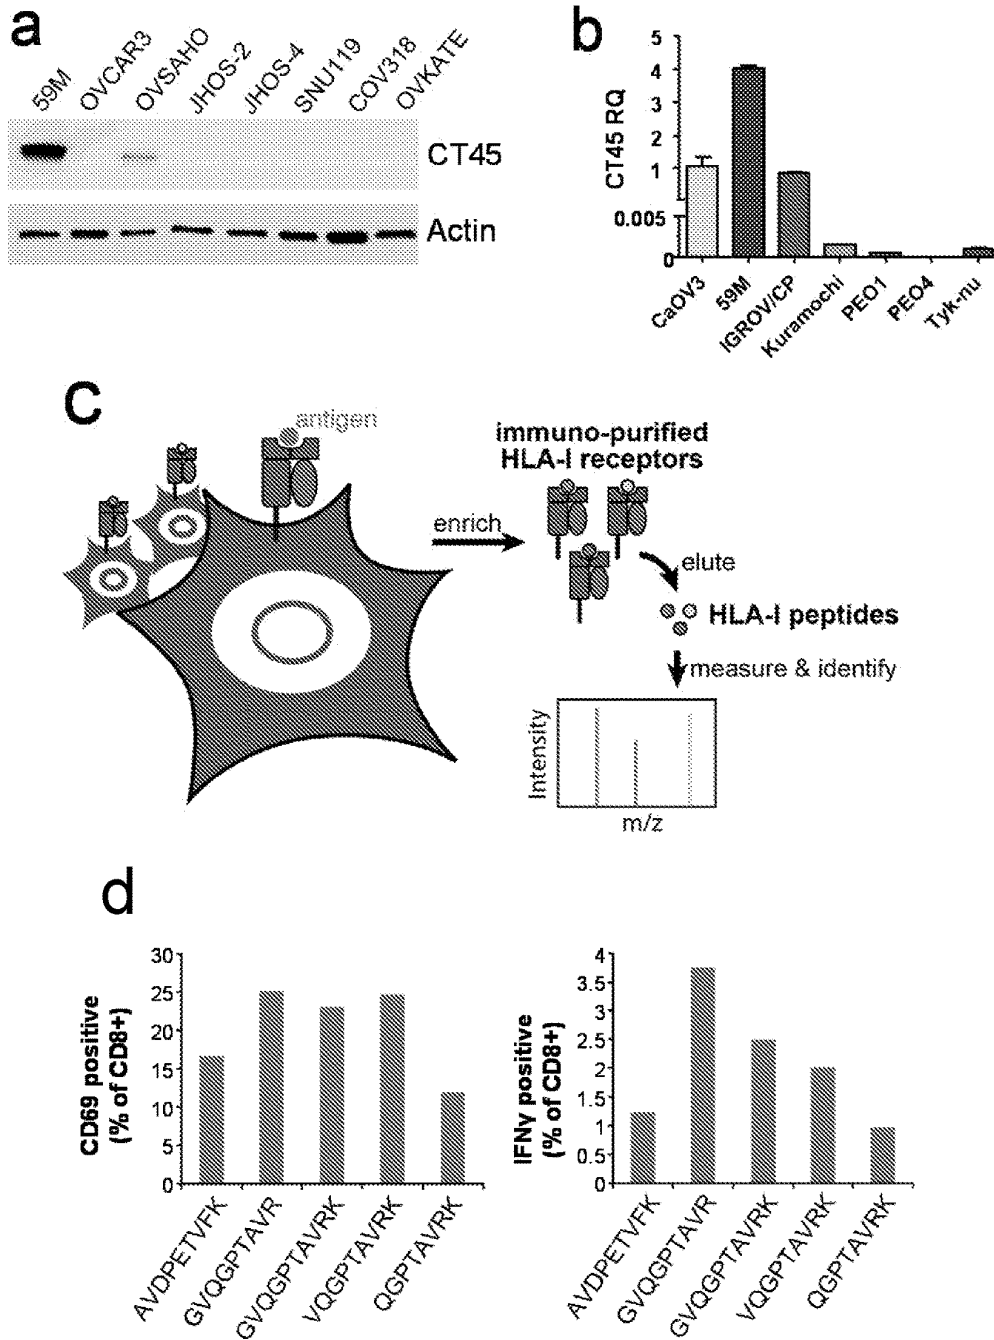 a
59M
OVCAR3
OVSAHO
JHOS-2
JHOS-4
SNU119
COV318
OVKATE
CT45
Actin
b
CT45 RQ
5
4
3
2
1
0.005
0
CaOV3
59M
IGROV/CP
Kuramochi
PEO1
PEO4
Tyk-nu
c
antigen
enrich
immuno-purified
HLA-I receptors
elute
HLA-I peptides
measure & identify
Intensity
m/z
d
CD69 positive
(% of CD8+)
30
25
20
15
10
5
0
AVDPETVFK
GVQGPTAVR
GVQGPTAVRK
VQGPTAVRK
QGPTAVRK
IFNγ positive
(% of CD8+)
4
3.5
3
2.5
2
1.5
1
0.5
0
AVDPETVFK
GVQGPTAVR
GVQGPTAVRK
VQGPTAVRK
QGPTAVRK